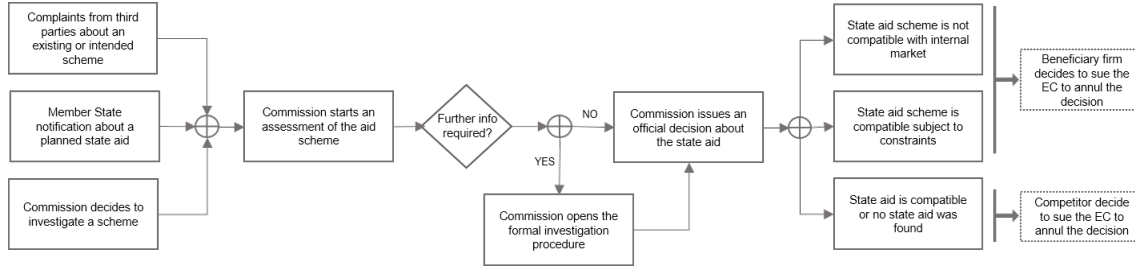 Complaints from third
parties about an
existing or intended
scheme
Member State
notification about a
planned state aid
Commission decides to
investigate a scheme
Commission starts an
assessment of the aid
scheme
Further info
required?
NO
YES
Commission opens the
formal investigation
procedure
Commission issues an
official decision about
the state aid
State aid scheme is not
compatible with internal
market
State aid scheme is
compatible subject to
constraints
State aid is compatible
or no state aid was
found
Beneficiary firm
decides to sue the
EC to annul the
decision
Competitor decide
to sue the EC to
annul the decision